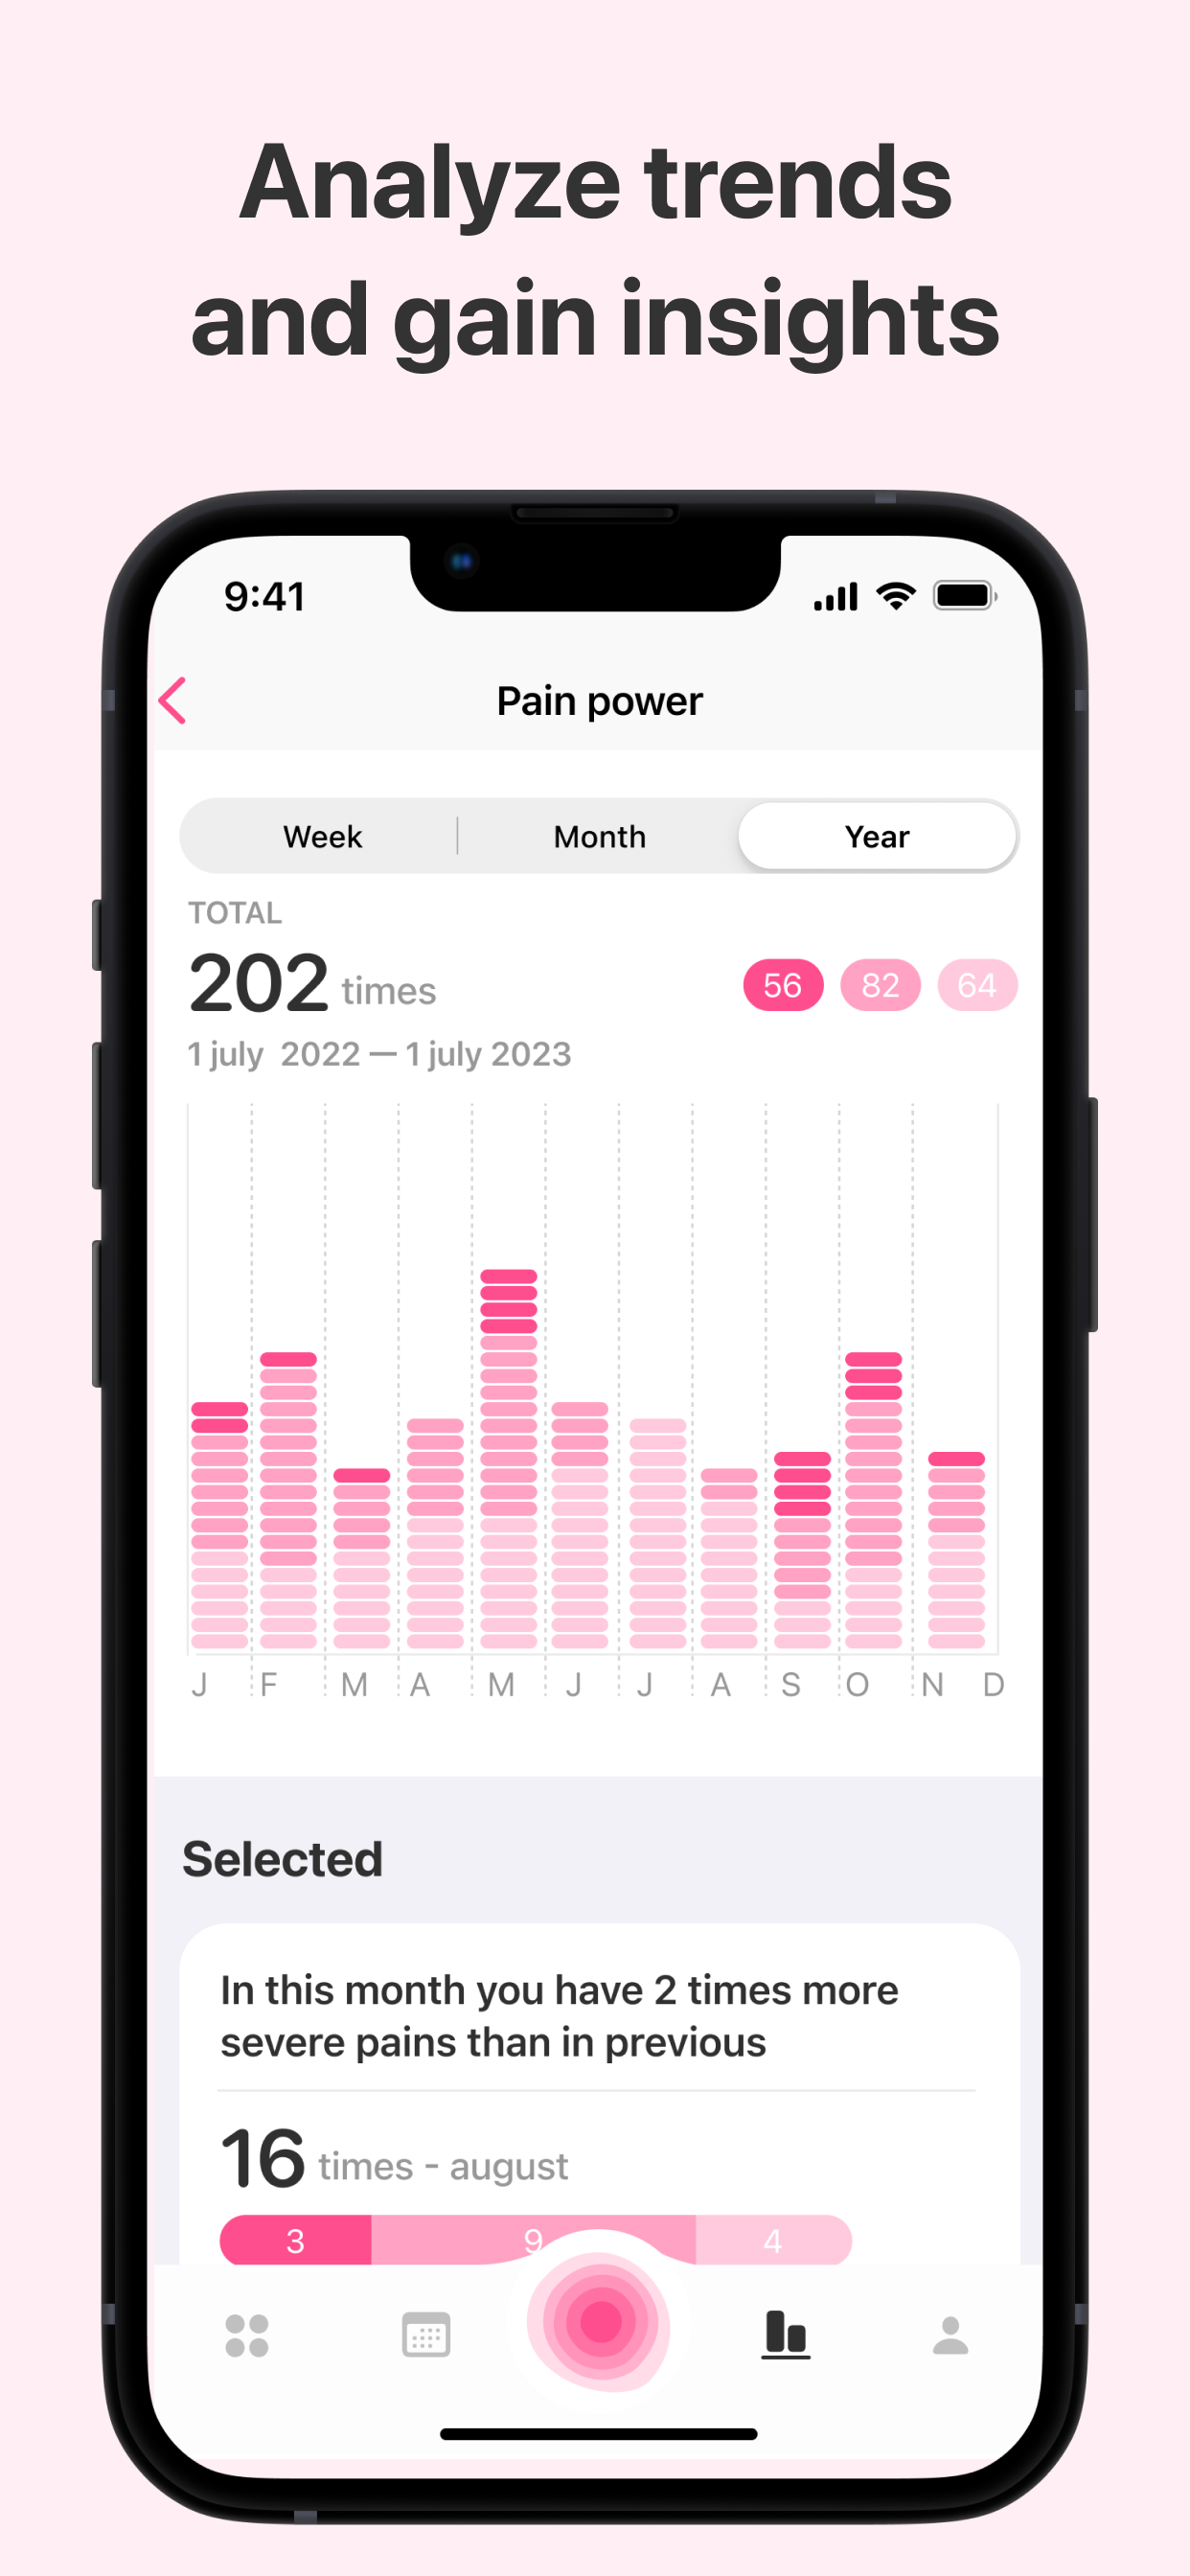 Analyze trends
and gain insights
9:41
Pain power
Week Month Year
TOTAL
202 times 56 82 64
1 july 2022 — 1 july 2023
J F M A M J J A S O N D
Selected
In this month you have 2 times more
severe pains than in previous
16 times - august
3 9 4